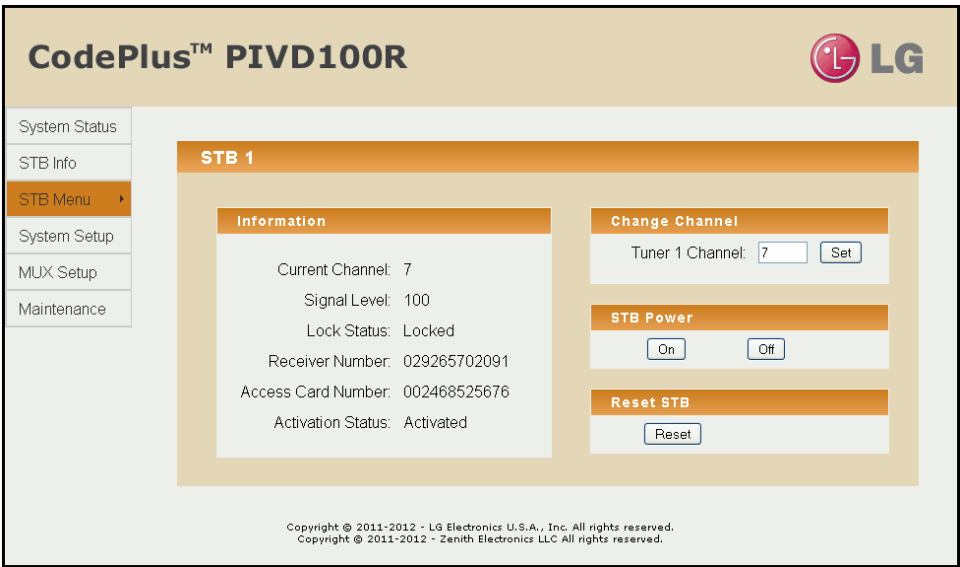 CodePlus™ PIVD100R
LG
System Status
STB Info
STB Menu
System Setup
MUX Setup
Maintenance
STB 1
Information
Current Channel: 7
Signal Level: 100
Lock Status: Locked
Receiver Number: 029265702091
Access Card Number: 002468525676
Activation Status: Activated
Change Channel
Tuner 1 Channel: 7 Set
STB Power
On Off
Reset STB
Reset
Copyright @ 2011-2012 - LG Electronics U.S.A., Inc. All rights reserved.
Copyright @ 2011-2012 - Zenith Electronics LLC All rights reserved.